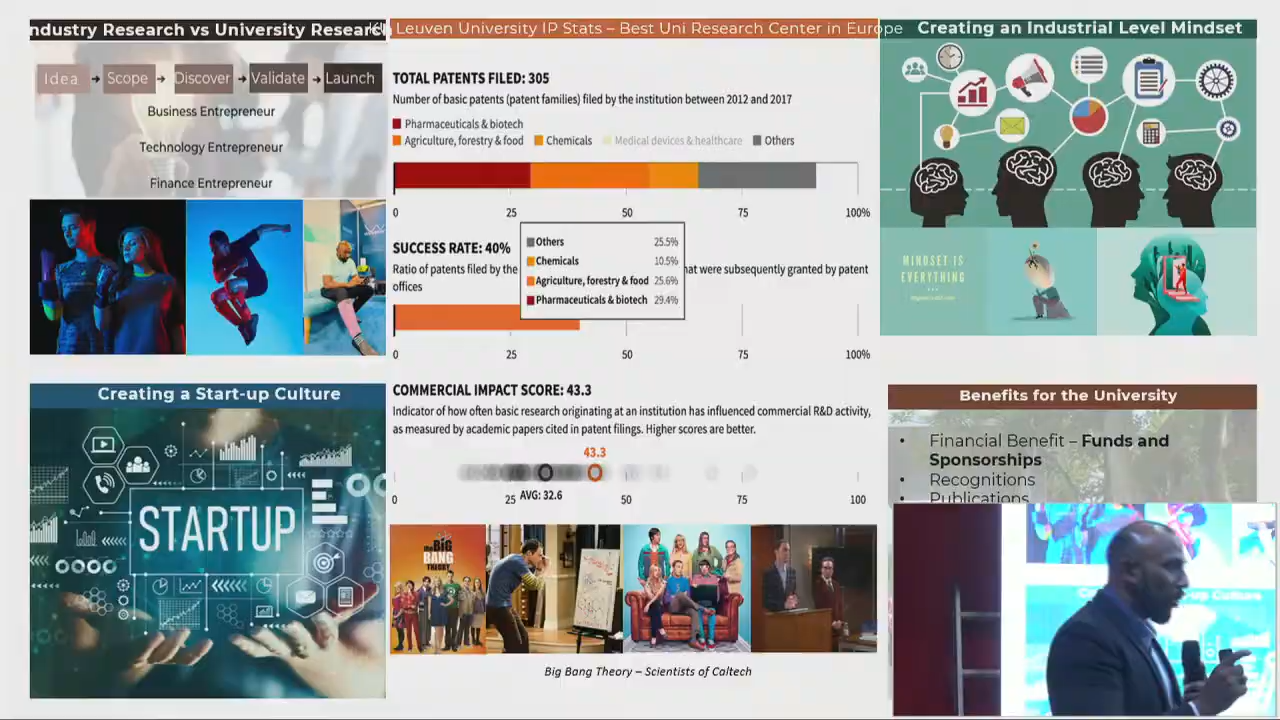 ndustry Research vs University Research
Idea
Scope
Discover
Validate
Launch
Business Entrepreneur
Technology Entrepreneur
Finance Entrepreneur
Creating a Start-up Culture
STARTUP
Leuven University IP Stats – Best Uni Research Center in Europe
TOTAL PATENTS FILED: 305
Number of basic patents (patent families) filed by the institution between 2012 and 2017
Pharmaceuticals & biotech
Agriculture, forestry & food Chemicals Medical devices & healthcare Others
0 25 50 75 100%
SUCCESS RATE: 40%
Ratio of patents filed by the hat were subsequently granted by patent
offices
Others 25.5%
Chemicals 10.5%
Agriculture, forestry & food 25.6%
Pharmaceuticals & biotech 29.4%
0 25 50 75 100%
COMMERCIAL IMPACT SCORE: 43.3
Indicator of how often basic research originating at an institution has influenced commercial R&D activity,
as measured by academic papers cited in patent filings. Higher scores are better.
43.3
0 25 AVG: 32.6 50 75 100
the BIG
BANG
THEORY
Big Bang Theory – Scientists of Caltech
Creating an Industrial Level Mindset
MINDSET IS
EVERYTHING
Benefits for the University
• Financial Benefit – Funds and
Sponsorships
• Recognitions
• Publications
up Culture